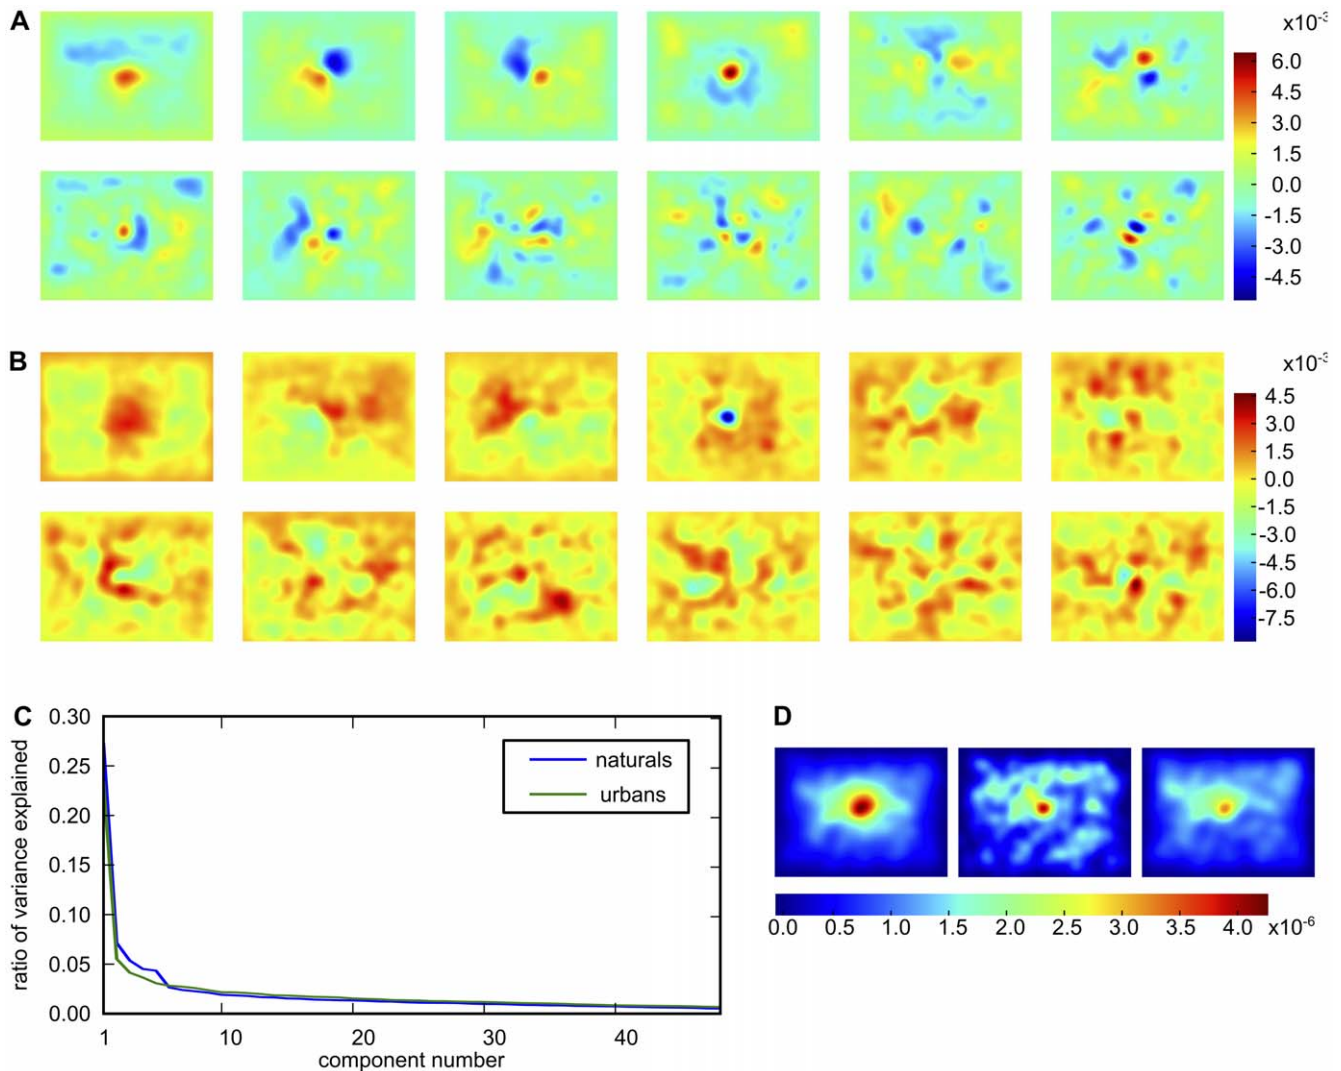 A
x10⁻³
6.0
4.5
3.0
1.5
0.0
-1.5
-3.0
-4.5
B
x10⁻³
4.5
3.0
1.5
0.0
-1.5
-3.0
-4.5
-6.0
-7.5
C
0.30
0.25
0.20
0.15
0.10
0.05
0.00
ratio of variance explained
naturals
urbans
1 10 20 30 40
component number
D
0.0 0.5 1.0 1.5 2.0 2.5 3.0 3.5 4.0 x10⁻⁶